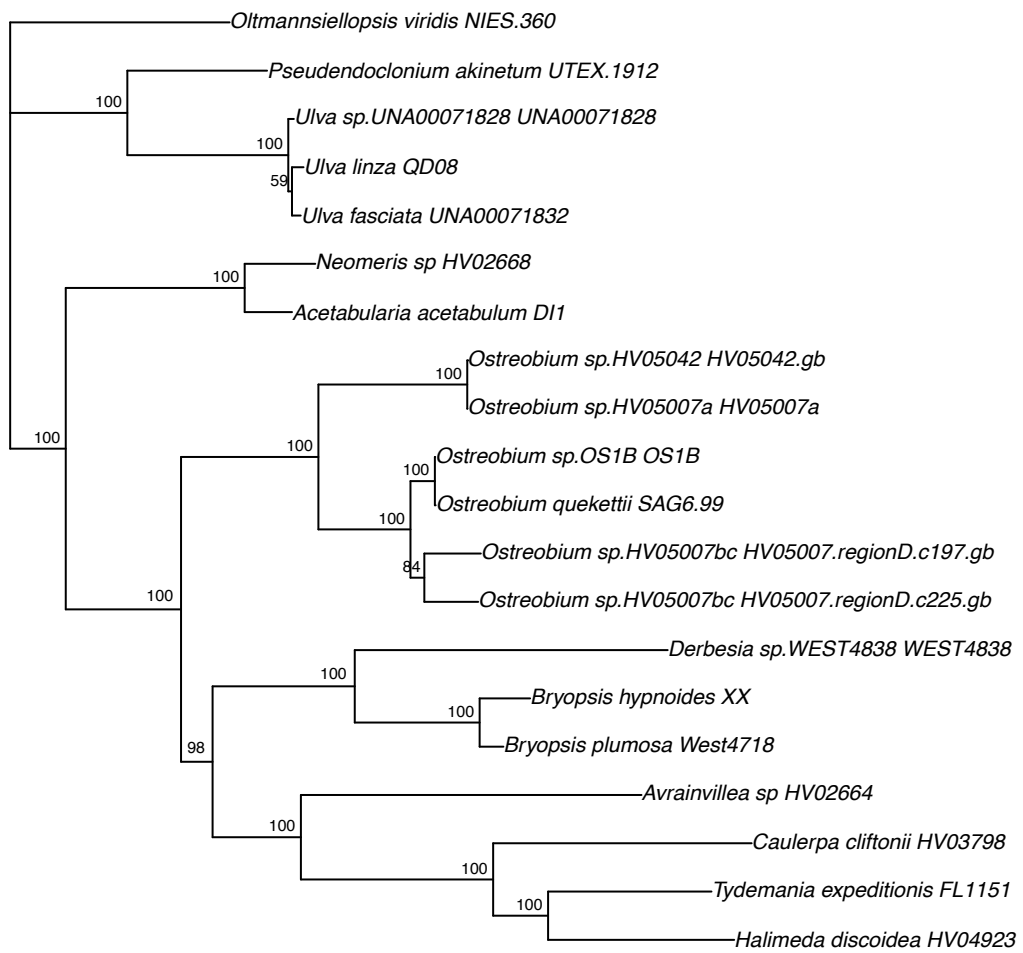 Oltmannsiellopsis viridis NIES.360
Pseudendoclonium akinetum UTEX.1912
100
Ulva sp.UNA00071828 UNA00071828
100
Ulva linza QD08
59
Ulva fasciata UNA00071832
Neomeris sp HV02668
100
Acetabularia acetabulum DI1
Ostreobium sp.HV05042 HV05042.gb
100
Ostreobium sp.HV05007a HV05007a
100
100
Ostreobium sp.OS1B OS1B
100
Ostreobium quekettii SAG6.99
100
Ostreobium sp.HV05007bc HV05007.regionD.c197.gb
84
Ostreobium sp.HV05007bc HV05007.regionD.c225.gb
100
Derbesia sp.WEST4838 WEST4838
100
Bryopsis hypnoides XX
100
Bryopsis plumosa West4718
98
Avrainvillea sp HV02664
100
Caulerpa cliftonii HV03798
100
Tydemania expeditionis FL1151
100
Halimeda discoidea HV04923